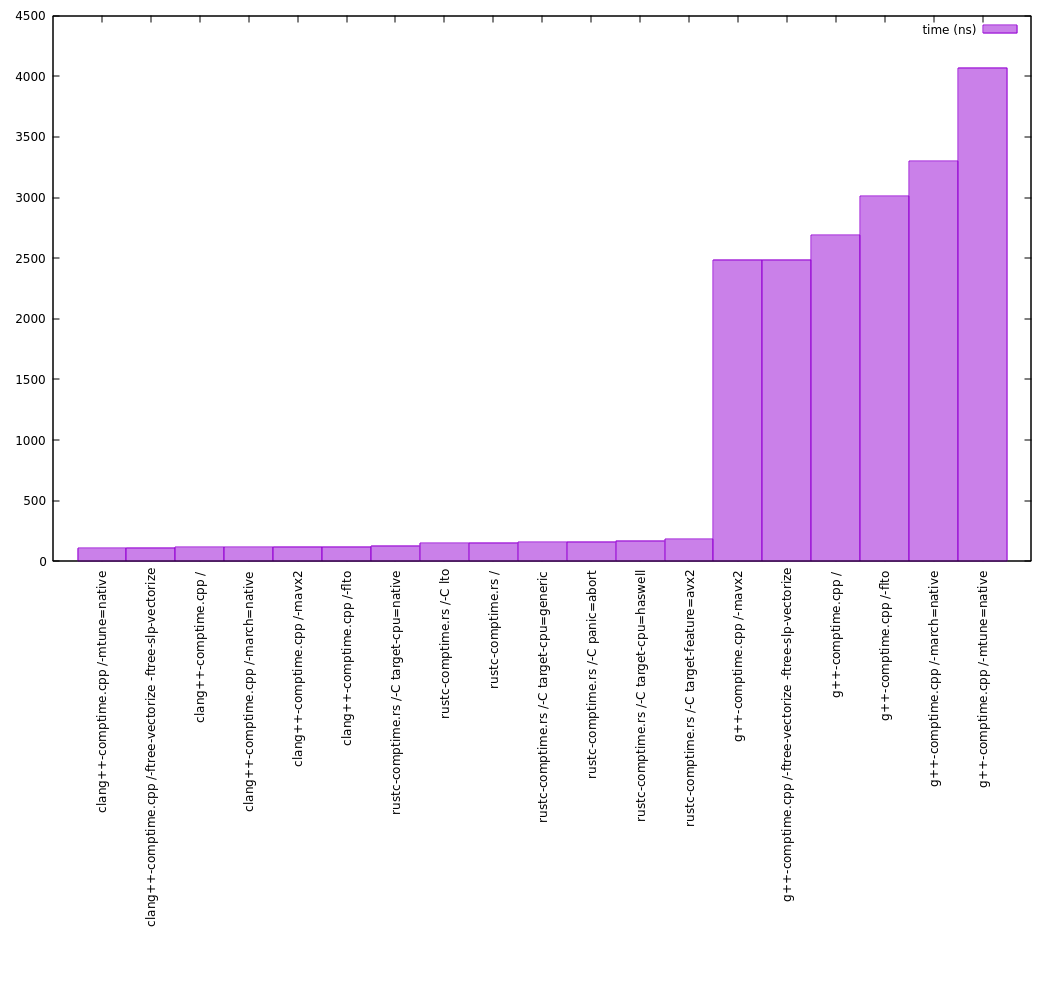 4500
time (ns)
4000
3500
3000
2500
2000
1500
1000
500
0
clang++-comptime.cpp /-mtune=native
clang++-comptime.cpp /-ftree-vectorize -ftree-slp-vectorize
clang++-comptime.cpp /
clang++-comptime.cpp /-march=native
clang++-comptime.cpp /-mavx2
clang++-comptime.cpp /-flto
rustc-comptime.rs /-C target-cpu=native
rustc-comptime.rs /-C lto
rustc-comptime.rs /
rustc-comptime.rs /-C target-cpu=generic
rustc-comptime.rs /-C panic=abort
rustc-comptime.rs /-C target-cpu=haswell
rustc-comptime.rs /-C target-feature=avx2
g++-comptime.cpp /-mavx2
g++-comptime.cpp /-ftree-vectorize -ftree-slp-vectorize
g++-comptime.cpp /
g++-comptime.cpp /-flto
g++-comptime.cpp /-march=native
g++-comptime.cpp /-mtune=native